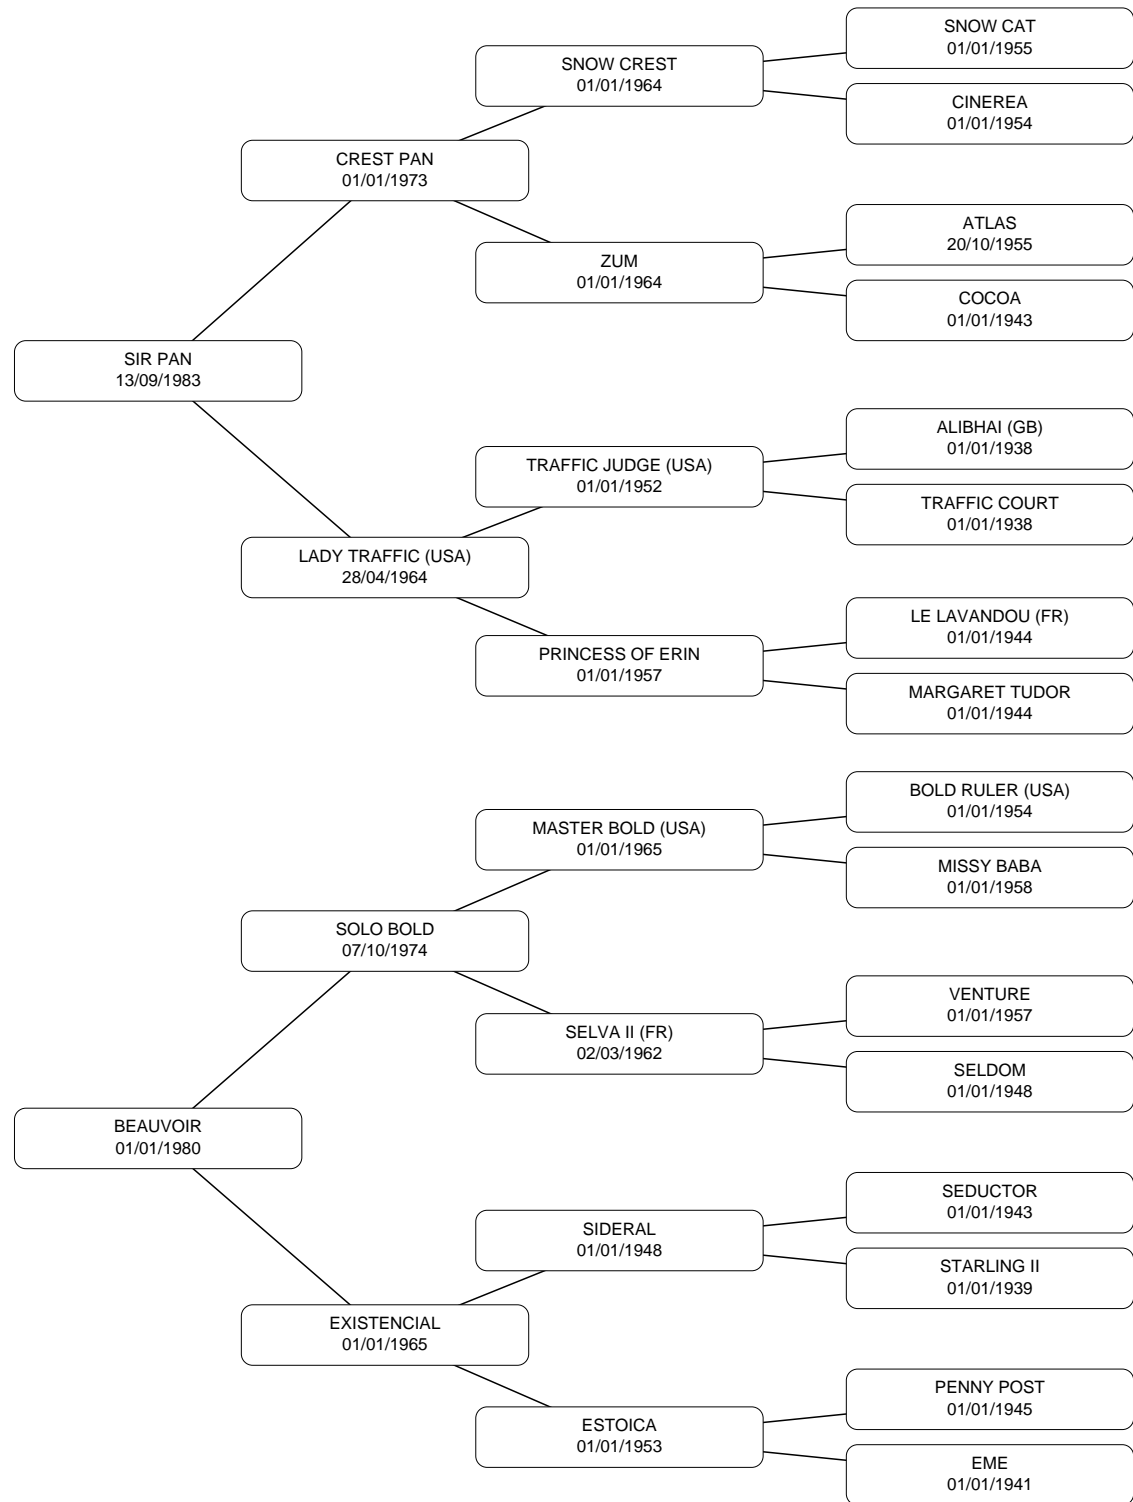 SNOW CAT
01/01/1955
SNOW CREST
01/01/1964
CINEREA
01/01/1954
CREST PAN
01/01/1973
ATLAS
20/10/1955
ZUM
01/01/1964
COCOA
01/01/1943
SIR PAN
13/09/1983
ALIBHAI (GB)
01/01/1938
TRAFFIC JUDGE (USA)
01/01/1952
TRAFFIC COURT
01/01/1938
LADY TRAFFIC (USA)
28/04/1964
LE LAVANDOU (FR)
01/01/1944
PRINCESS OF ERIN
01/01/1957
MARGARET TUDOR
01/01/1944
BOLD RULER (USA)
01/01/1954
MASTER BOLD (USA)
01/01/1965
MISSY BABA
01/01/1958
SOLO BOLD
07/10/1974
VENTURE
01/01/1957
SELVA II (FR)
02/03/1962
SELDOM
01/01/1948
BEAUVOIR
01/01/1980
SEDUCTOR
01/01/1943
SIDERAL
01/01/1948
STARLING II
01/01/1939
EXISTENCIAL
01/01/1965
PENNY POST
01/01/1945
ESTOICA
01/01/1953
EME
01/01/1941